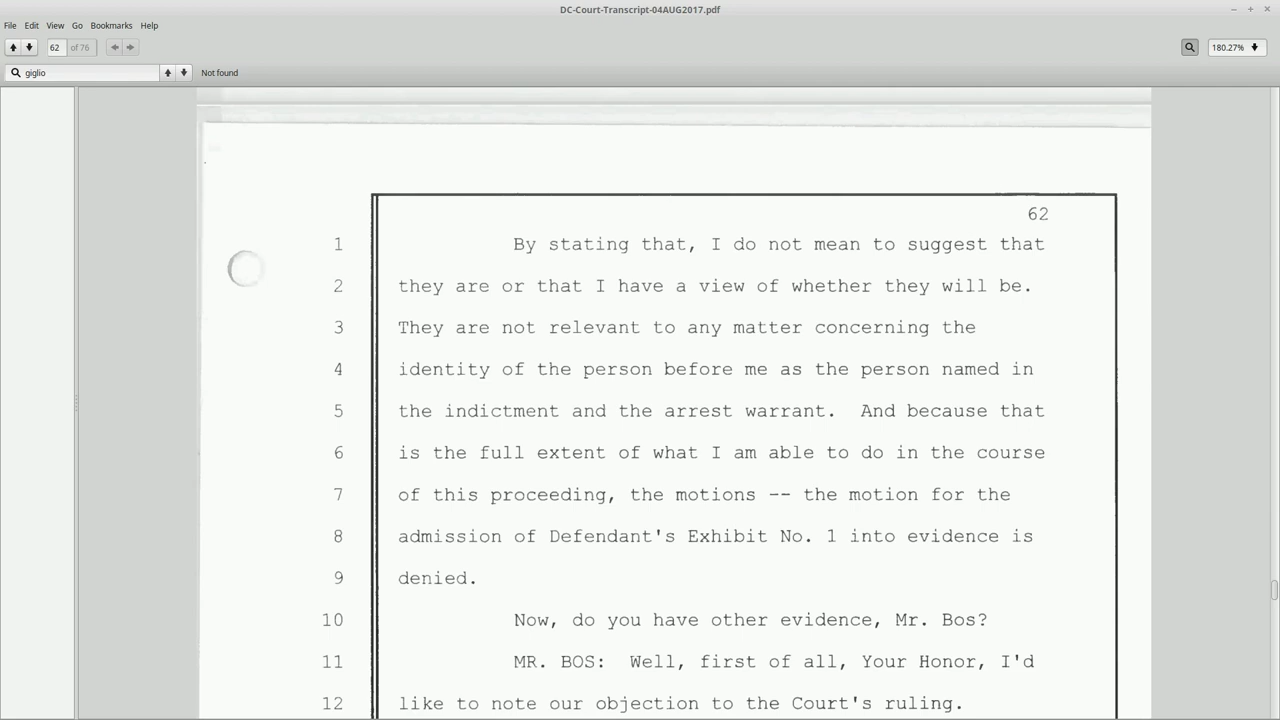 DC-Court-Transcript-04AUG2017.pdf
File Edit View Go Bookmarks Help
62 of 76 180.27%
giglio Not found
62
1 By stating that, I do not mean to suggest that
2 they are or that I have a view of whether they will be.
3 They are not relevant to any matter concerning the
4 identity of the person before me as the person named in
5 the indictment and the arrest warrant. And because that
6 is the full extent of what I am able to do in the course
7 of this proceeding, the motions -- the motion for the
8 admission of Defendant's Exhibit No. 1 into evidence is
9 denied.
10 Now, do you have other evidence, Mr. Bos?
11 MR. BOS: Well, first of all, Your Honor, I'd
12 like to note our objection to the Court's ruling.